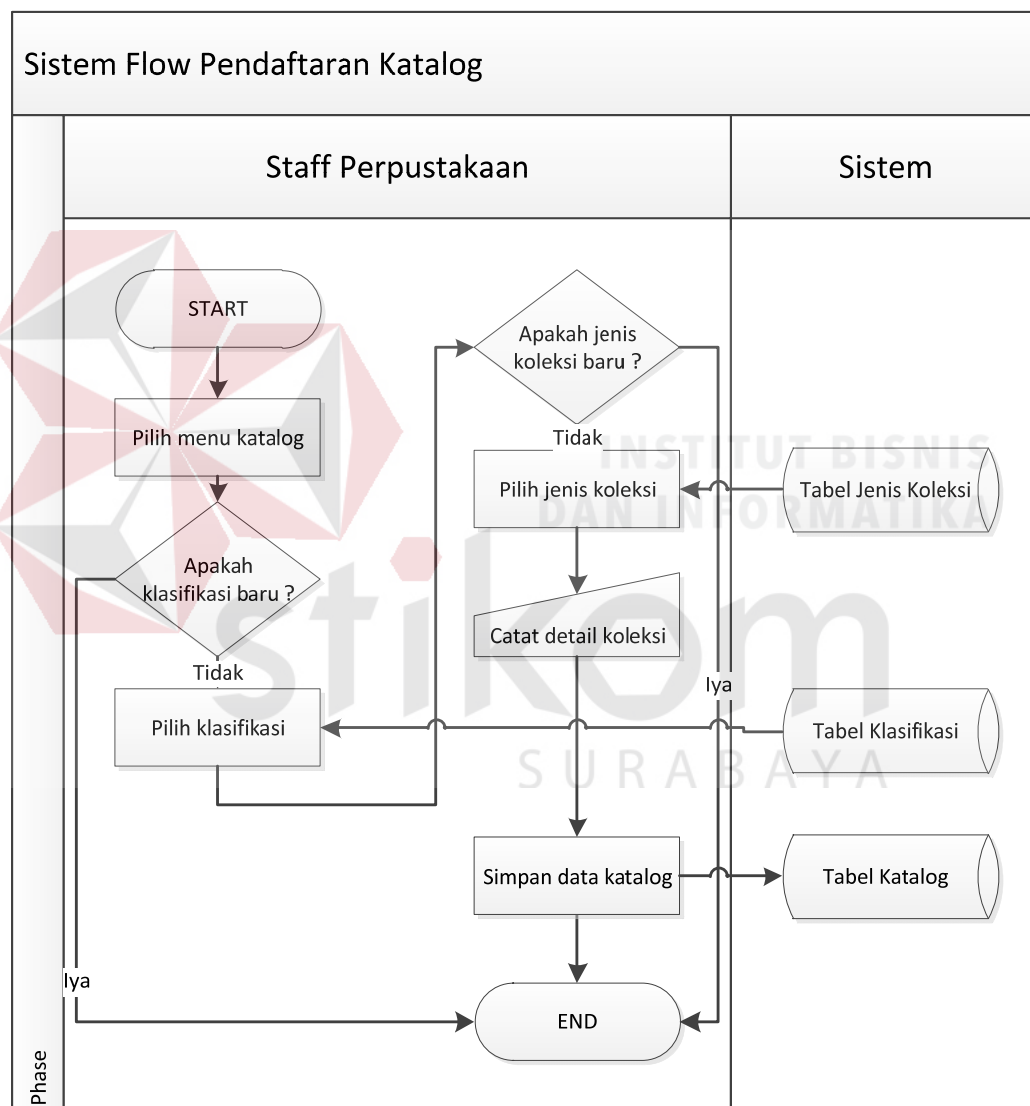 Sistem Flow Pendaftaran Katalog
Staff Perpustakaan
Sistem
START
Pilih menu katalog
Apakah
klasifikasi baru ?
Tidak
Pilih klasifikasi
Iya
Apakah jenis
koleksi baru ?
Tidak
Pilih jenis koleksi
Catat detail koleksi
Iya
Simpan data katalog
END
Tabel Jenis Koleksi
Tabel Klasifikasi
Tabel Katalog
Phase
INSTITUT BISNIS
DAN INFORMATIKA
stikom
SURABAYA